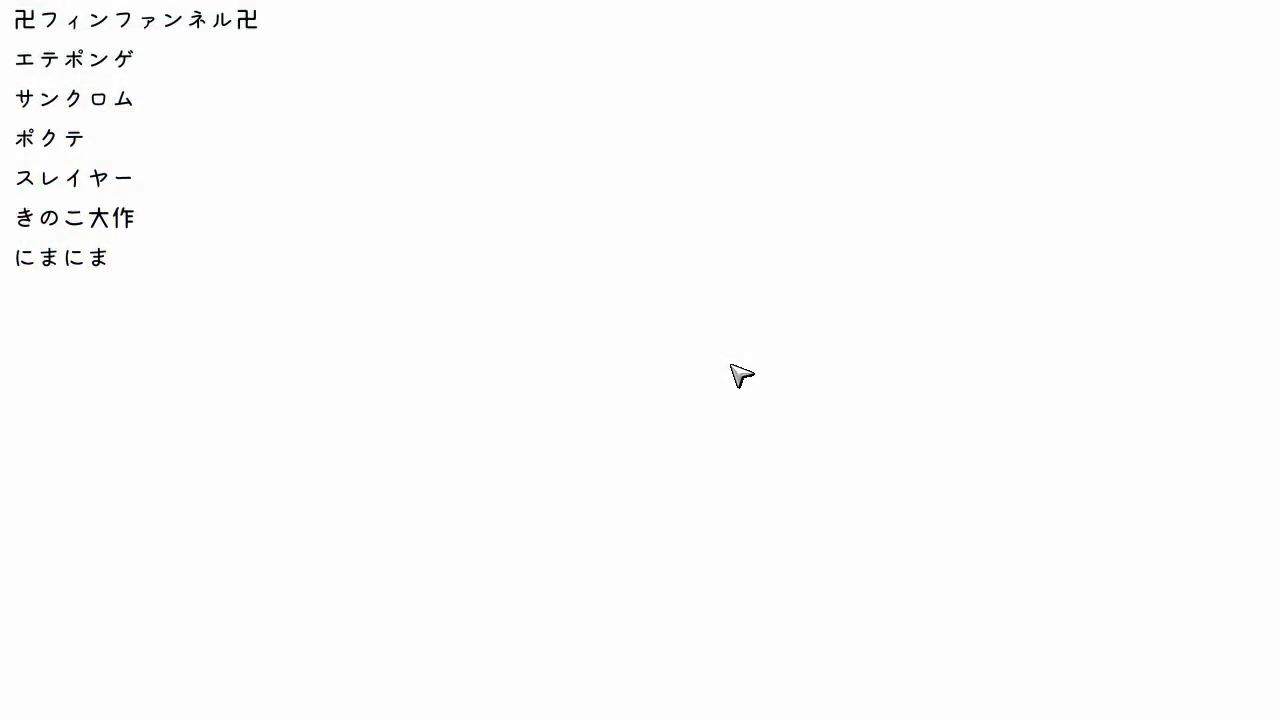 卍フィンファンネル卍
エテポンゲ
サンクロム
ポクテ
スレイヤー
きのこ大作
にまにま